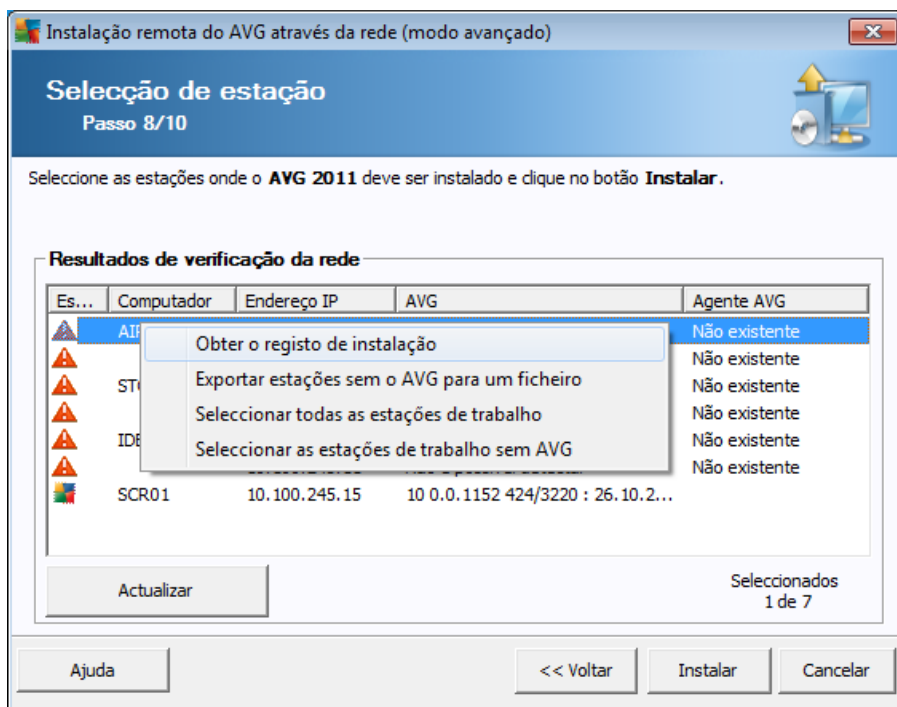 Instalação remota do AVG através da rede (modo avançado)
Selecção de estação
Passo 8/10
Seleccione as estações onde o AVG 2011 deve ser instalado e clique no botão Instalar.
Resultados de verificação da rede
Es... Computador Endereço IP AVG Agente AVG
Não existente
Obter o registo de instalação
Não existente
Exportar estações sem o AVG para um ficheiro
Não existente
Seleccionar todas as estações de trabalho
Não existente
Seleccionar as estações de trabalho sem AVG
Não existente
Não existente
SCR01 10.100.245.15 10 0.0.1152 424/3220 : 26.10.2...
Actualizar
Seleccionados
1 de 7
Ajuda << Voltar Instalar Cancelar